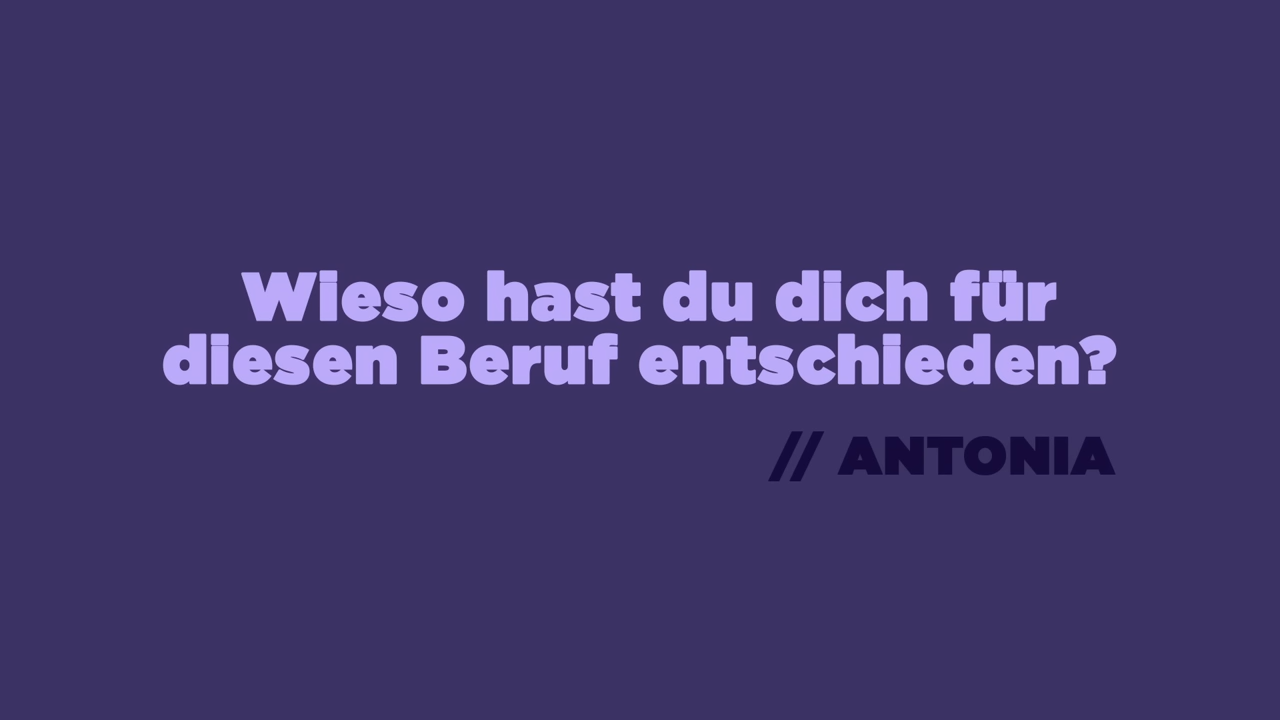 Wieso hast du dich für
diesen Beruf entschieden?
// ANTONIA